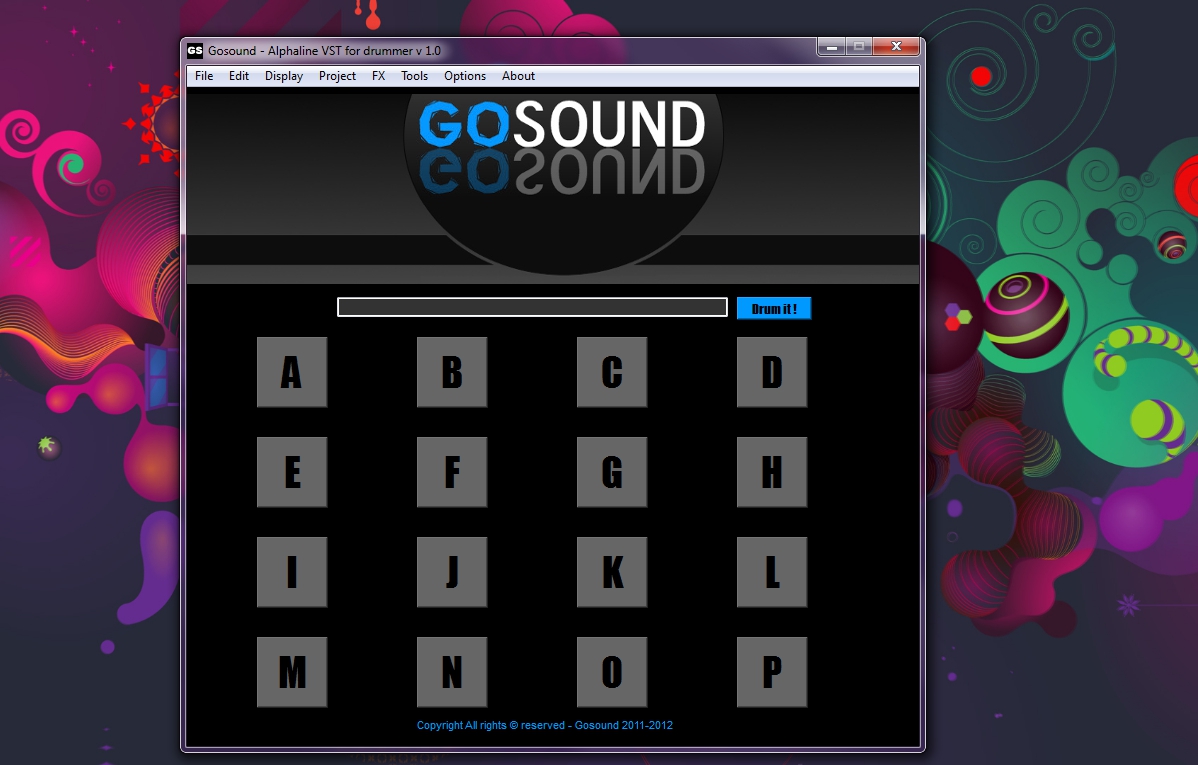 GS Gosound - Alphaline VST for drummer v 1.0
File Edit Display Project FX Tools Options About
GOSOUND
Drum it !
A B C D
E F G H
I J K L
M N O P
Copyright All rights © reserved - Gosound 2011-2012